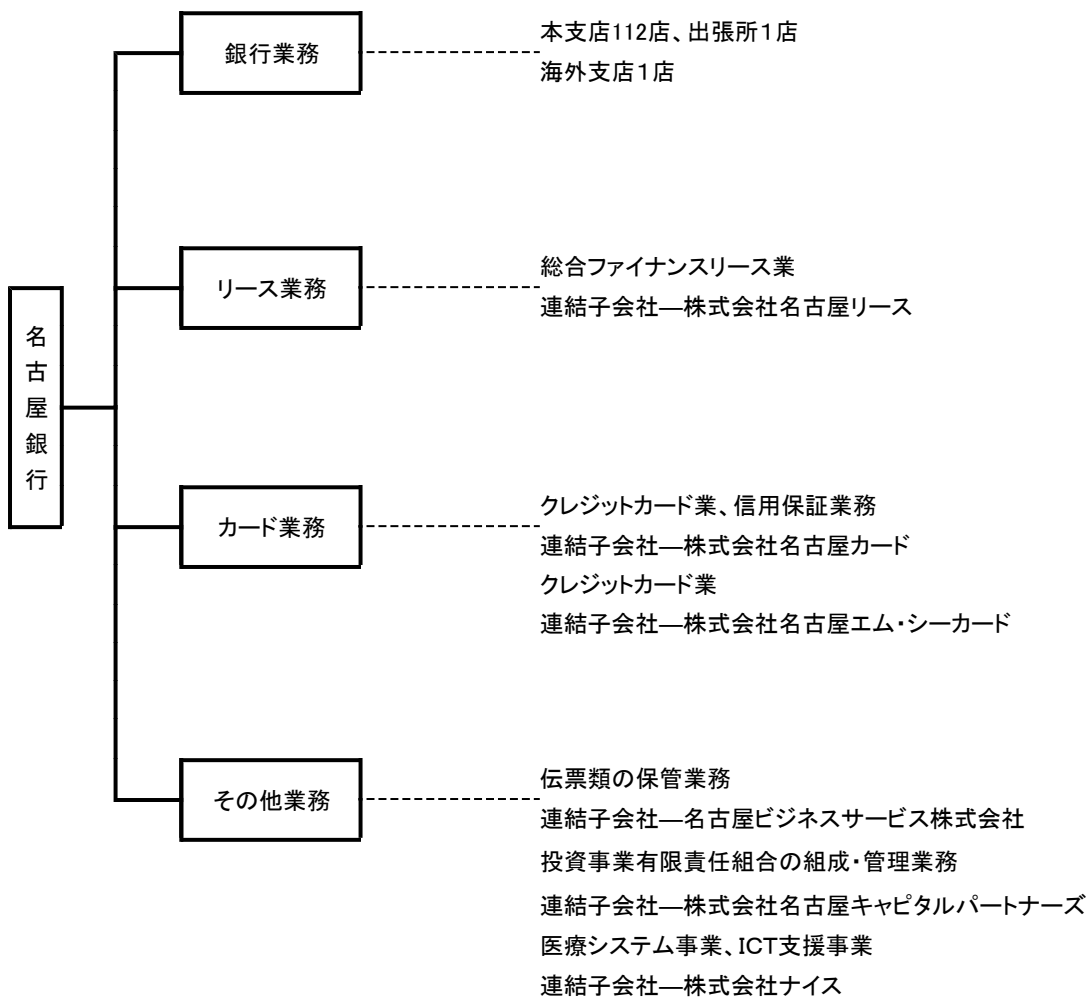 名古屋銀行
銀行業務
本支店112店、出張所1店
海外支店1店
リース業務
総合ファイナンスリース業
連結子会社―株式会社名古屋リース
カード業務
クレジットカード業、信用保証業務
連結子会社―株式会社名古屋カード
クレジットカード業
連結子会社―株式会社名古屋エム・シーカード
その他業務
伝票類の保管業務
連結子会社―名古屋ビジネスサービス株式会社
投資事業有限責任組合の組成・管理業務
連結子会社―株式会社名古屋キャピタルパートナーズ
医療システム事業、ICT支援事業
連結子会社―株式会社ナイス